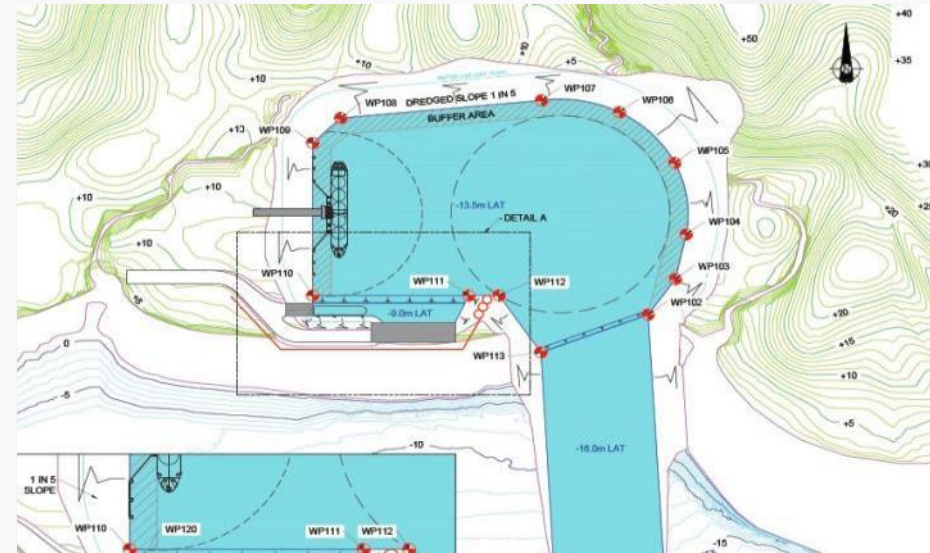 +40
+50
+35
+10
+10
+10
+5
WP107
WP108
DREDGED SLOPE 1 IN 5
WP106
BUFFER AREA
+13
WP109
WP105
+10
-13.5m LAT
+20
DETAIL A
WP104
+10
+10
WP110
WP111
WP112
WP103
WP102
-9.0m LAT
+20
0
WP113
+15
+10
-5
+5
-10
-16.0m LAT
1 IN 5
SLOPE
WP110
WP120
WP111
WP112
-15